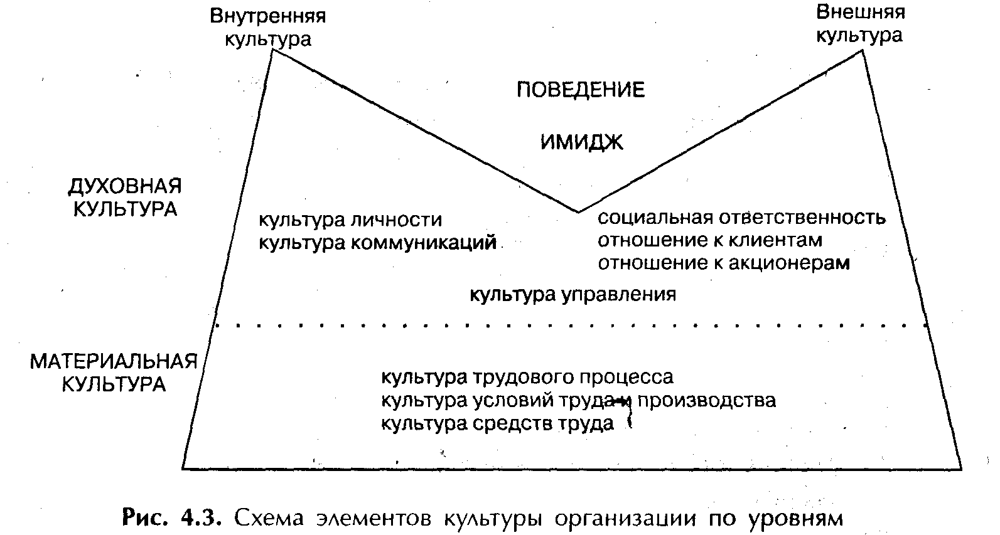 Внутренняя
культура
Внешняя
культура
ПОВЕДЕНИЕ
ИМИДЖ
ДУХОВНАЯ
КУЛЬТУРА
культура личности
культура коммуникаций
социальная ответственность
отношение к клиентам
отношение к акционерам
культура управления
МАТЕРИАЛЬНАЯ
КУЛЬТУРА
культура трудового процесса
культура условий труда и производства
культура средств труда
Рис. 4.3. Схема элементов культуры организации по уровням